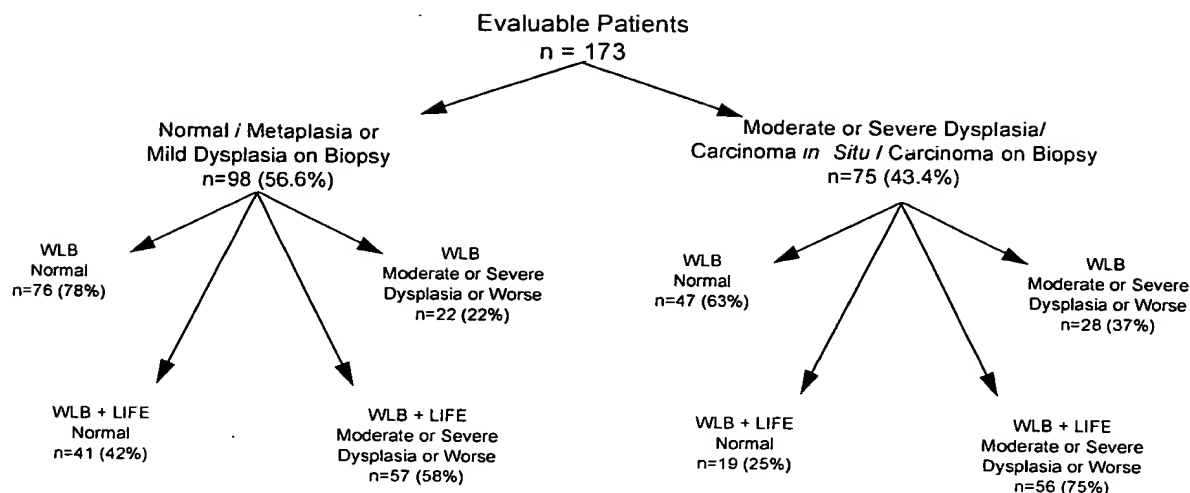 Evaluable Patients
n = 173
Normal / Metaplasia or
Mild Dysplasia on Biopsy
n=98 (56.6%)
Moderate or Severe Dysplasia/
Carcinoma in Situ / Carcinoma on Biopsy
n=75 (43.4%)
WLB
Normal
n=76 (78%)
WLB
Moderate or Severe
Dysplasia or Worse
n=22 (22%)
WLB
Normal
n=47 (63%)
WLB
Moderate or Severe
Dysplasia or Worse
n=28 (37%)
WLB + LIFE
Normal
n=41 (42%)
WLB + LIFE
Moderate or Severe
Dysplasia or Worse
n=57 (58%)
WLB + LIFE
Normal
n=19 (25%)
WLB + LIFE
Moderate or Severe
Dysplasia or Worse
n=56 (75%)